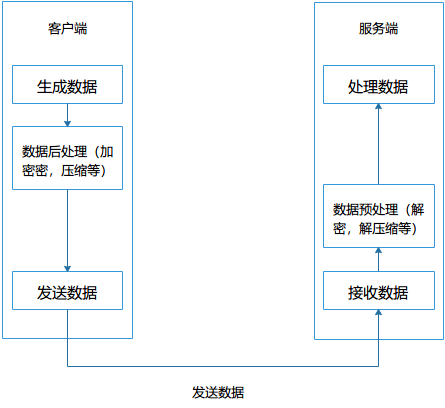 客户端
生成数据
数据后处理（加
密密，压缩等）
发送数据
服务端
处理数据
数据预处理（解
密，解压缩等）
接收数据
发送数据